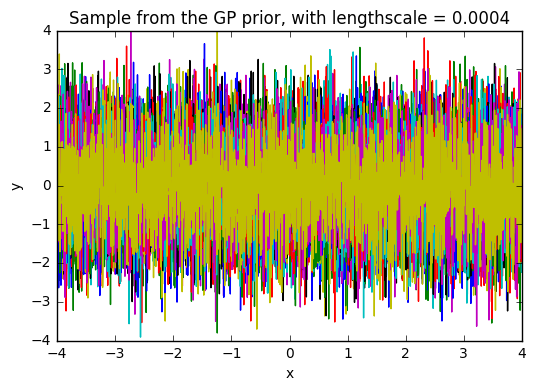 Sample from the GP prior, with lengthscale = 0.0004
4
3
2
1
0
−1
−2
−3
−4
y
−4 −3 −2 −1 0 1 2 3 4
x